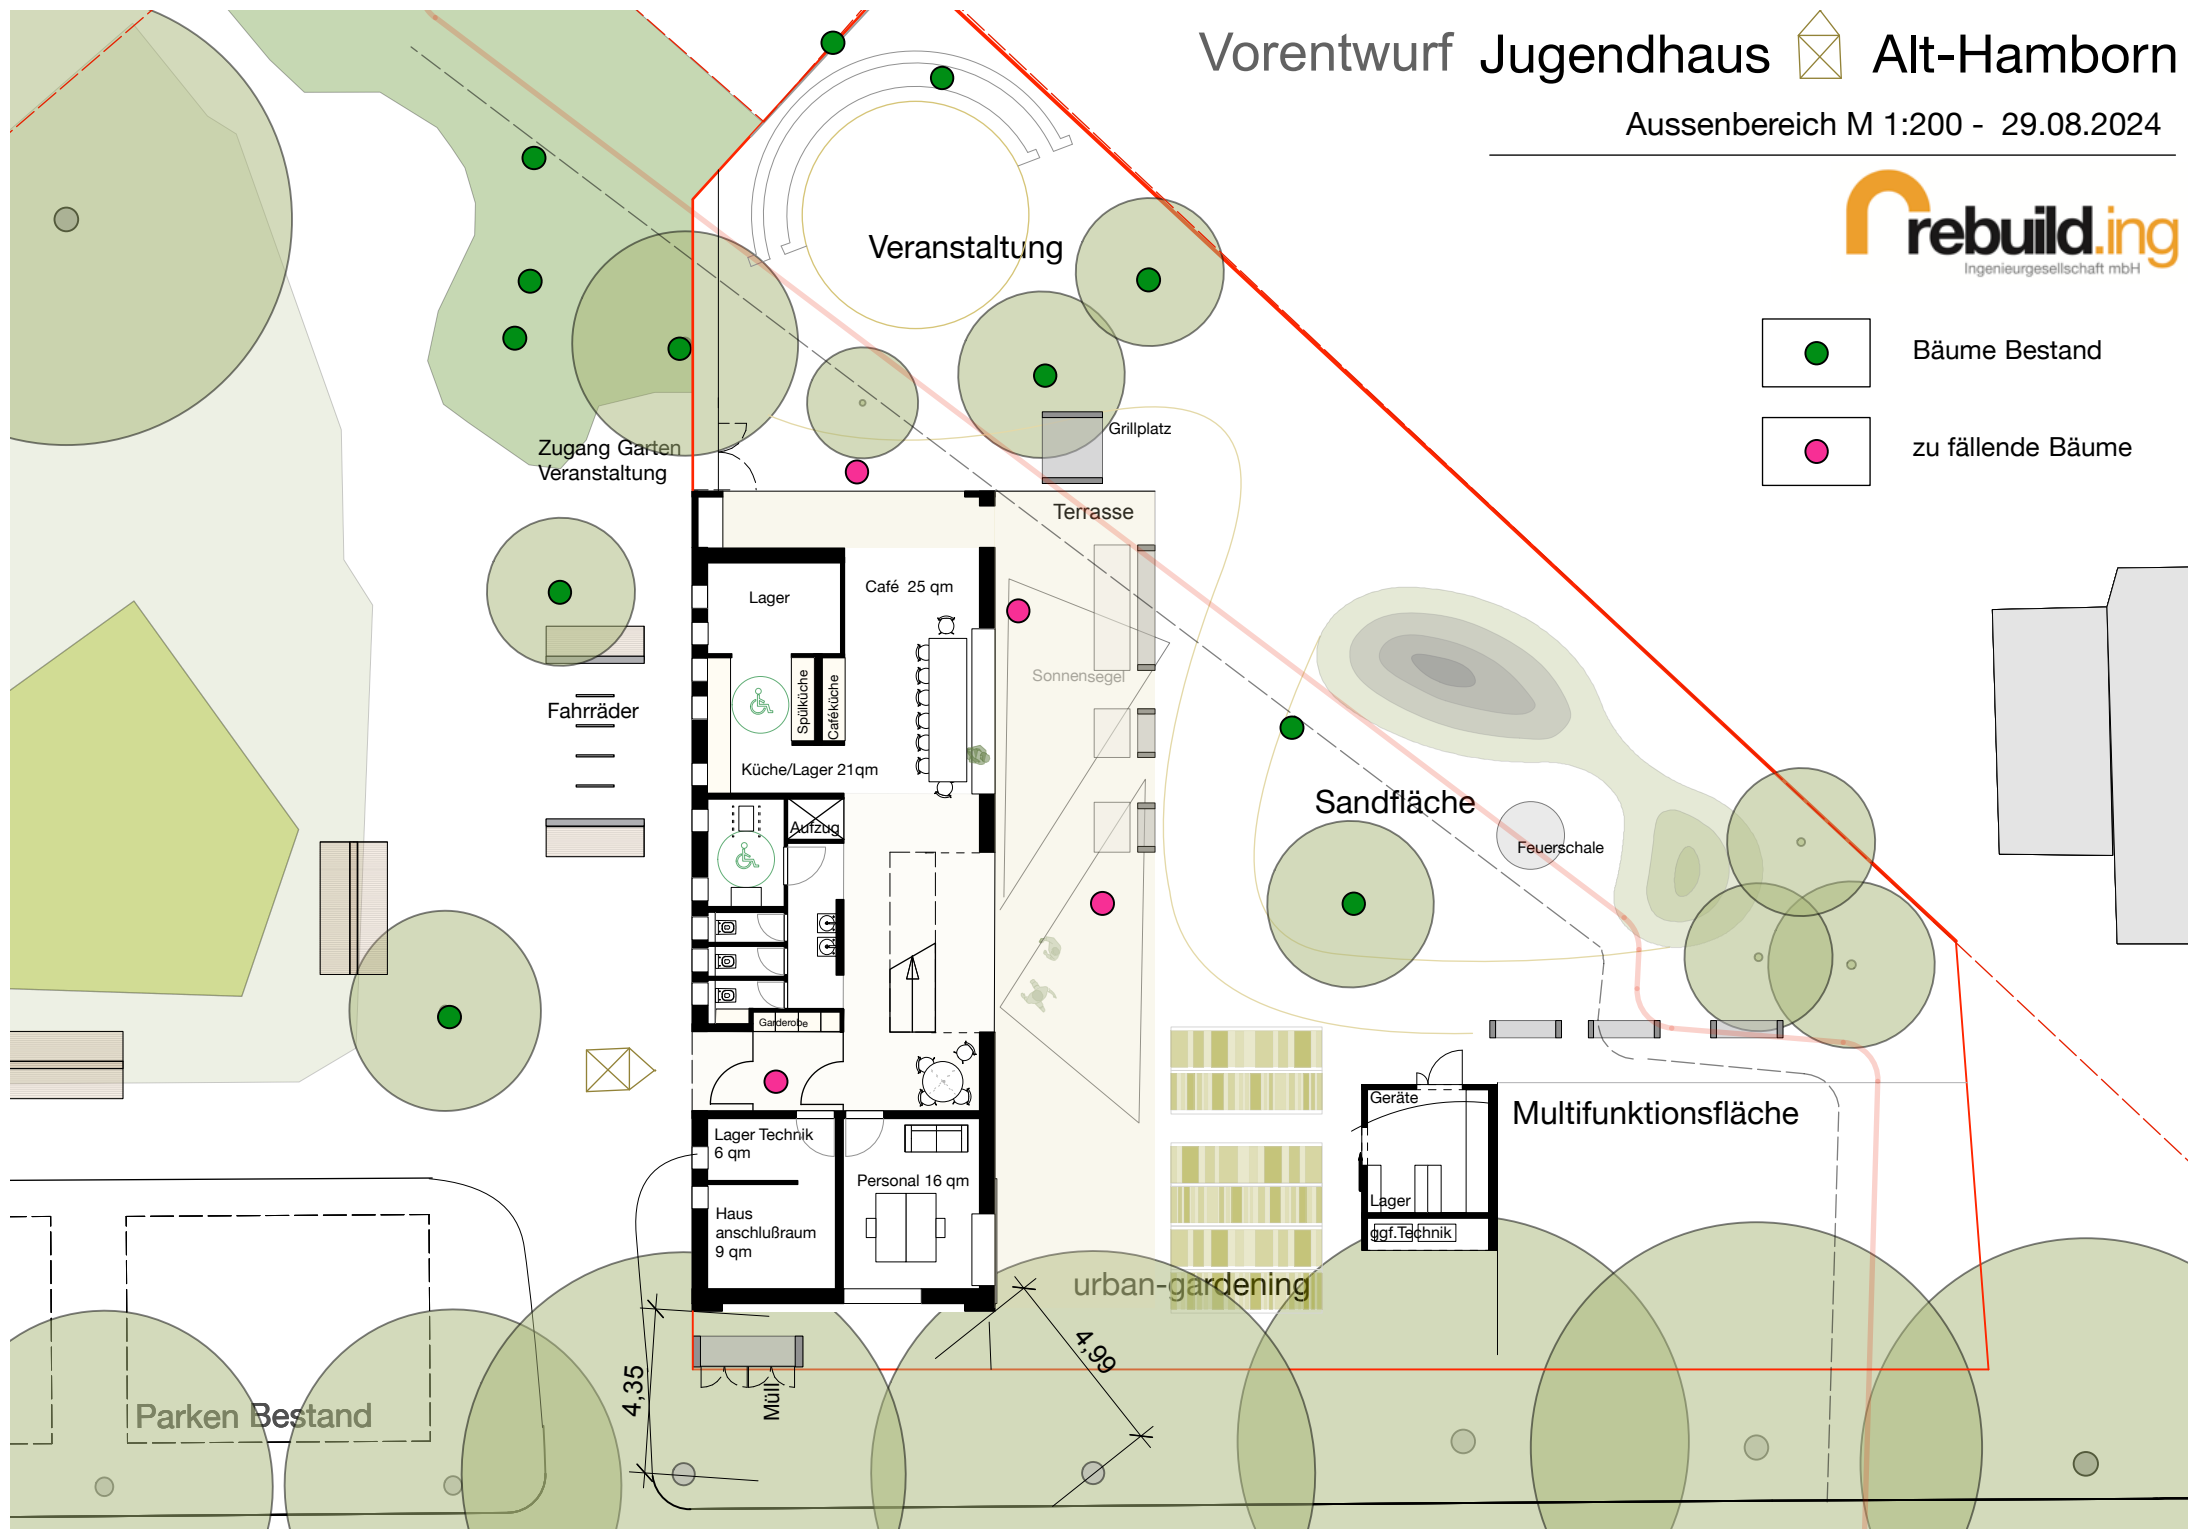 Vorentwurf Jugendhaus Alt-Hamborn
Aussenbereich M 1:200 - 29.08.2024
rebuild.ing
Ingenieurgesellschaft mbH
Bäume Bestand
zu fällende Bäume
Veranstaltung
Grillplatz
Zugang Garten
Veranstaltung
Terrasse
Lager
Café 25 qm
Sonnensegel
Spülküche
Caféküche
Fahrräder
Küche/Lager 21qm
Sandfläche
Aufzug
Feuerschale
Garderobe
Geräte
Multifunktionsfläche
Lager Technik
6 qm
Personal 16 qm
Lager
Haus
anschlußraum
9 qm
ggf.Technik
urban-gardening
4,99
4,35
Müll
Parken Bestand